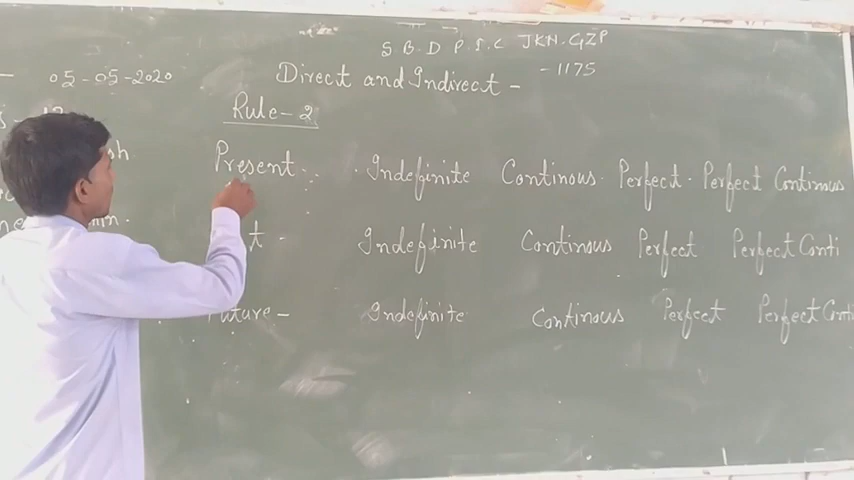 S B.D P.S.C JKN.GZP
05-05-2020 Direct and Indirect - -1175
Rule-2
Present Indefinite Continous. Perfect. Perfect Continous
t - Indefinite Continous Perfect Perfect Conti
Future - Indefinite Continous Perfect Perfect Conti